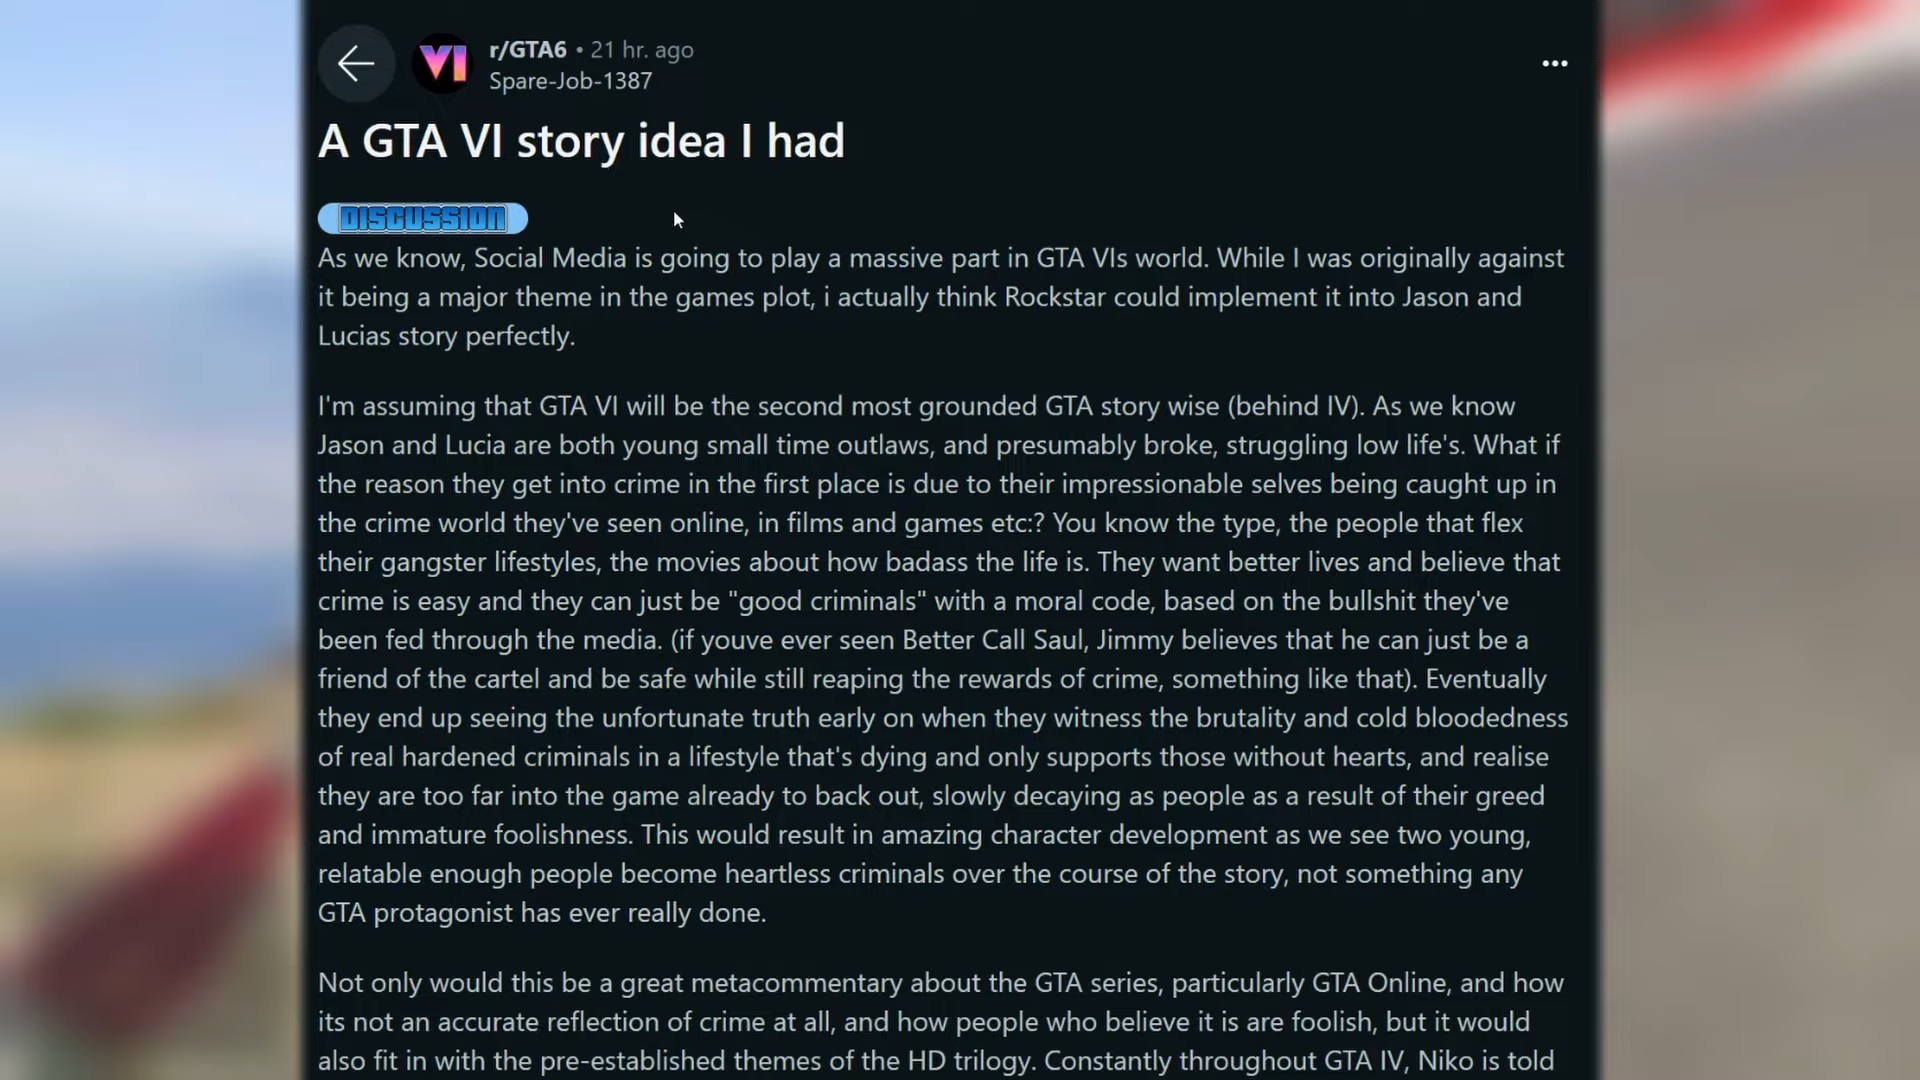 r/GTA6 • 21 hr. ago
VI
Spare-Job-1387
A GTA VI story idea I had
DISCUSSION
As we know, Social Media is going to play a massive part in GTA VIs world. While I was originally against
it being a major theme in the games plot, i actually think Rockstar could implement it into Jason and
Lucias story perfectly.
I'm assuming that GTA VI will be the second most grounded GTA story wise (behind IV). As we know
Jason and Lucia are both young small time outlaws, and presumably broke, struggling low life's. What if
the reason they get into crime in the first place is due to their impressionable selves being caught up in
the crime world they've seen online, in films and games etc:? You know the type, the people that flex
their gangster lifestyles, the movies about how badass the life is. They want better lives and believe that
crime is easy and they can just be "good criminals" with a moral code, based on the bullshit they've
been fed through the media. (if youve ever seen Better Call Saul, Jimmy believes that he can just be a
friend of the cartel and be safe while still reaping the rewards of crime, something like that). Eventually
they end up seeing the unfortunate truth early on when they witness the brutality and cold bloodedness
of real hardened criminals in a lifestyle that's dying and only supports those without hearts, and realise
they are too far into the game already to back out, slowly decaying as people as a result of their greed
and immature foolishness. This would result in amazing character development as we see two young,
relatable enough people become heartless criminals over the course of the story, not something any
GTA protagonist has ever really done.
Not only would this be a great metacommentary about the GTA series, particularly GTA Online, and how
its not an accurate reflection of crime at all, and how people who believe it is are foolish, but it would
also fit in with the pre-established themes of the HD trilogy. Constantly throughout GTA IV, Niko is told